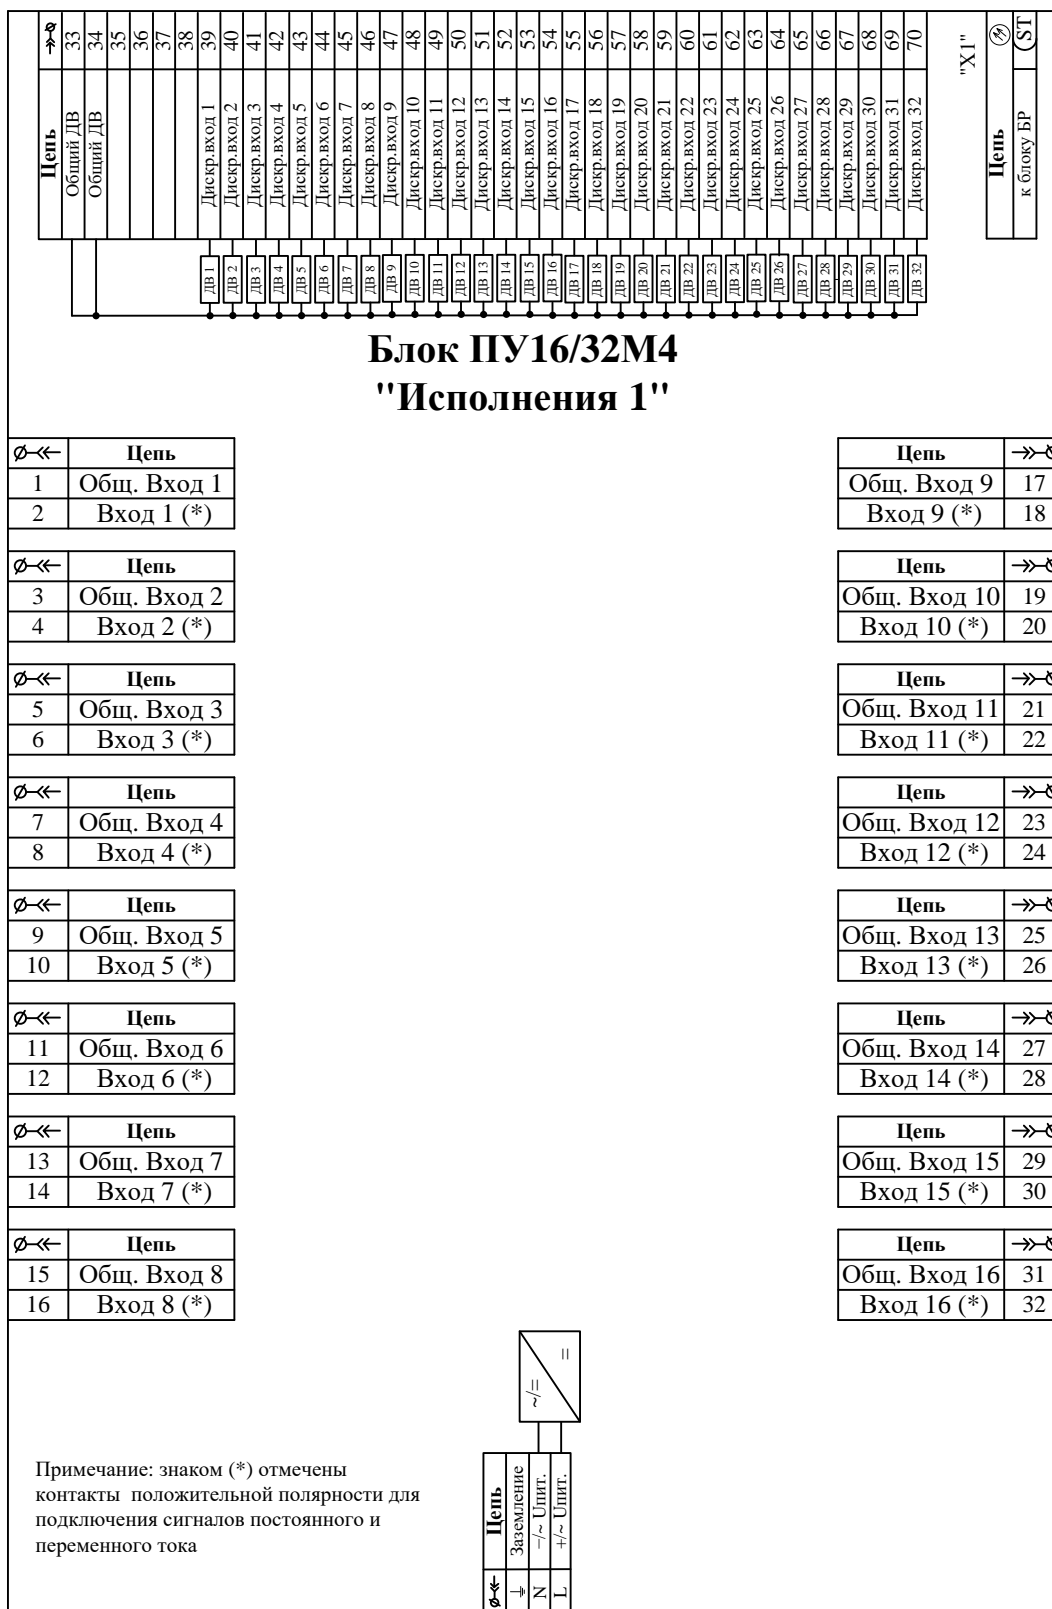 Цепь
33 Общий ДВ
34 Общий ДВ
35
36
37
38
39 Дискр.вход 1 ДВ 1
40 Дискр.вход 2 ДВ 2
41 Дискр.вход 3 ДВ 3
42 Дискр.вход 4 ДВ 4
43 Дискр.вход 5 ДВ 5
44 Дискр.вход 6 ДВ 6
45 Дискр.вход 7 ДВ 7
46 Дискр.вход 8 ДВ 8
47 Дискр.вход 9 ДВ 9
48 Дискр.вход 10 ДВ 10
49 Дискр.вход 11 ДВ 11
50 Дискр.вход 12 ДВ 12
51 Дискр.вход 13 ДВ 13
52 Дискр.вход 14 ДВ 14
53 Дискр.вход 15 ДВ 15
54 Дискр.вход 16 ДВ 16
55 Дискр.вход 17 ДВ 17
56 Дискр.вход 18 ДВ 18
57 Дискр.вход 19 ДВ 19
58 Дискр.вход 20 ДВ 20
59 Дискр.вход 21 ДВ 21
60 Дискр.вход 22 ДВ 22
61 Дискр.вход 23 ДВ 23
62 Дискр.вход 24 ДВ 24
63 Дискр.вход 25 ДВ 25
64 Дискр.вход 26 ДВ 26
65 Дискр.вход 27 ДВ 27
66 Дискр.вход 28 ДВ 28
67 Дискр.вход 29 ДВ 29
68 Дискр.вход 30 ДВ 30
69 Дискр.вход 31 ДВ 31
70 Дискр.вход 32 ДВ 32
"X1"
Цепь
к блоку БР ST
Блок ПУ16/32М4
"Исполнения 1"
Цепь
1 Общ. Вход 1
2 Вход 1 (*)
Цепь
3 Общ. Вход 2
4 Вход 2 (*)
Цепь
5 Общ. Вход 3
6 Вход 3 (*)
Цепь
7 Общ. Вход 4
8 Вход 4 (*)
Цепь
9 Общ. Вход 5
10 Вход 5 (*)
Цепь
11 Общ. Вход 6
12 Вход 6 (*)
Цепь
13 Общ. Вход 7
14 Вход 7 (*)
Цепь
15 Общ. Вход 8
16 Вход 8 (*)
Цепь
Общ. Вход 9 17
Вход 9 (*) 18
Цепь
Общ. Вход 10 19
Вход 10 (*) 20
Цепь
Общ. Вход 11 21
Вход 11 (*) 22
Цепь
Общ. Вход 12 23
Вход 12 (*) 24
Цепь
Общ. Вход 13 25
Вход 13 (*) 26
Цепь
Общ. Вход 14 27
Вход 14 (*) 28
Цепь
Общ. Вход 15 29
Вход 15 (*) 30
Цепь
Общ. Вход 16 31
Вход 16 (*) 32
~/= =
Цепь
Заземление
N −/~ Uпит.
L +/~ Uпит.
Примечание: знаком (*) отмечены
контакты положительной полярности для
подключения сигналов постоянного и
переменного тока